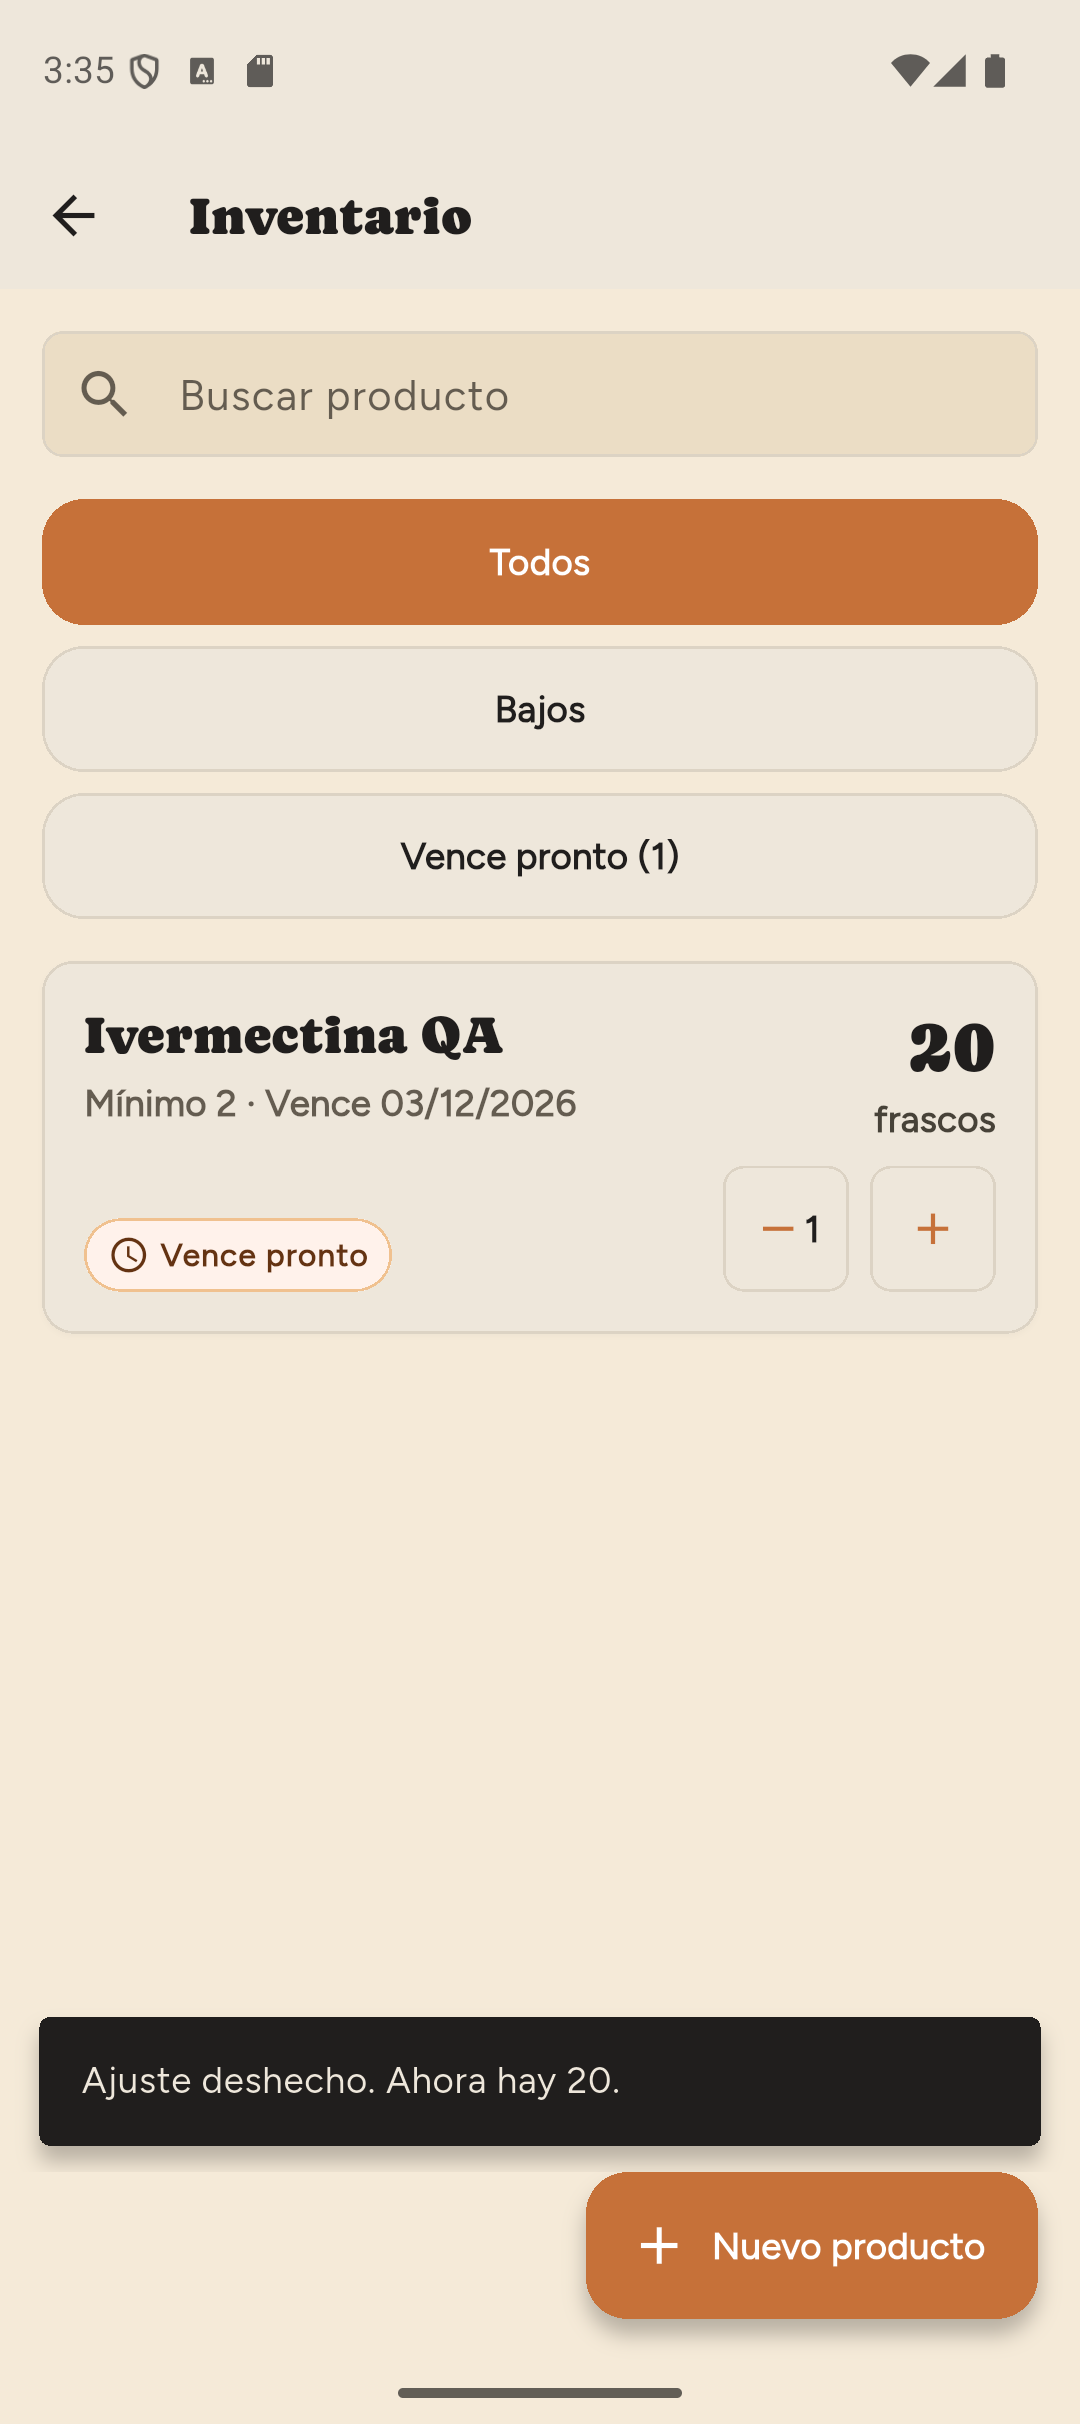 3:35
Inventario
Buscar producto
Todos
Bajos
Vence pronto (1)
Ivermectina QA
20
Mínimo 2 · Vence 03/12/2026
frascos
Vence pronto
− 1
+
Ajuste deshecho. Ahora hay 20.
+ Nuevo producto